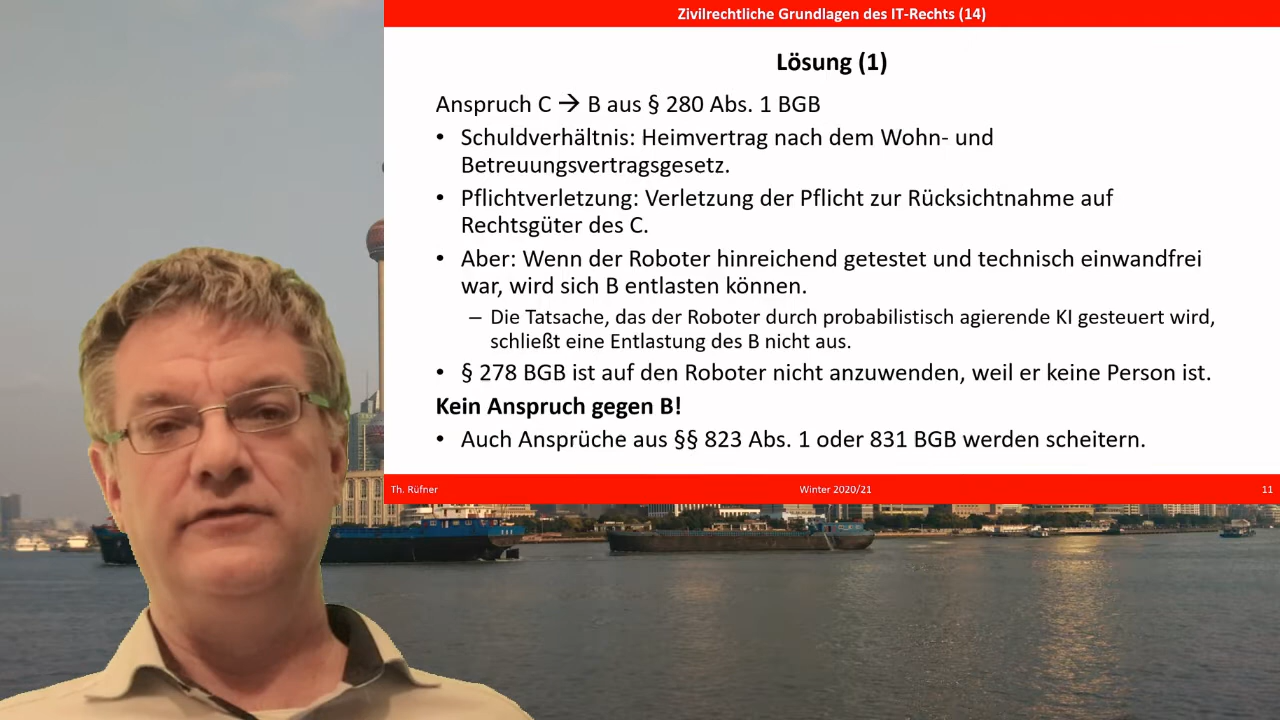 Zivilrechtliche Grundlagen des IT-Rechts (14)
Lösung (1)
Anspruch C → B aus § 280 Abs. 1 BGB
• Schuldverhältnis: Heimvertrag nach dem Wohn- und
Betreuungsvertragsgesetz.
• Pflichtverletzung: Verletzung der Pflicht zur Rücksichtnahme auf
Rechtsgüter des C.
• Aber: Wenn der Roboter hinreichend getestet und technisch einwandfrei
war, wird sich B entlasten können.
– Die Tatsache, das der Roboter durch probabilistisch agierende KI gesteuert wird,
schließt eine Entlastung des B nicht aus.
• § 278 BGB ist auf den Roboter nicht anzuwenden, weil er keine Person ist.
Kein Anspruch gegen B!
• Auch Ansprüche aus §§ 823 Abs. 1 oder 831 BGB werden scheitern.
Th. Rüfner
Winter 2020/21
11